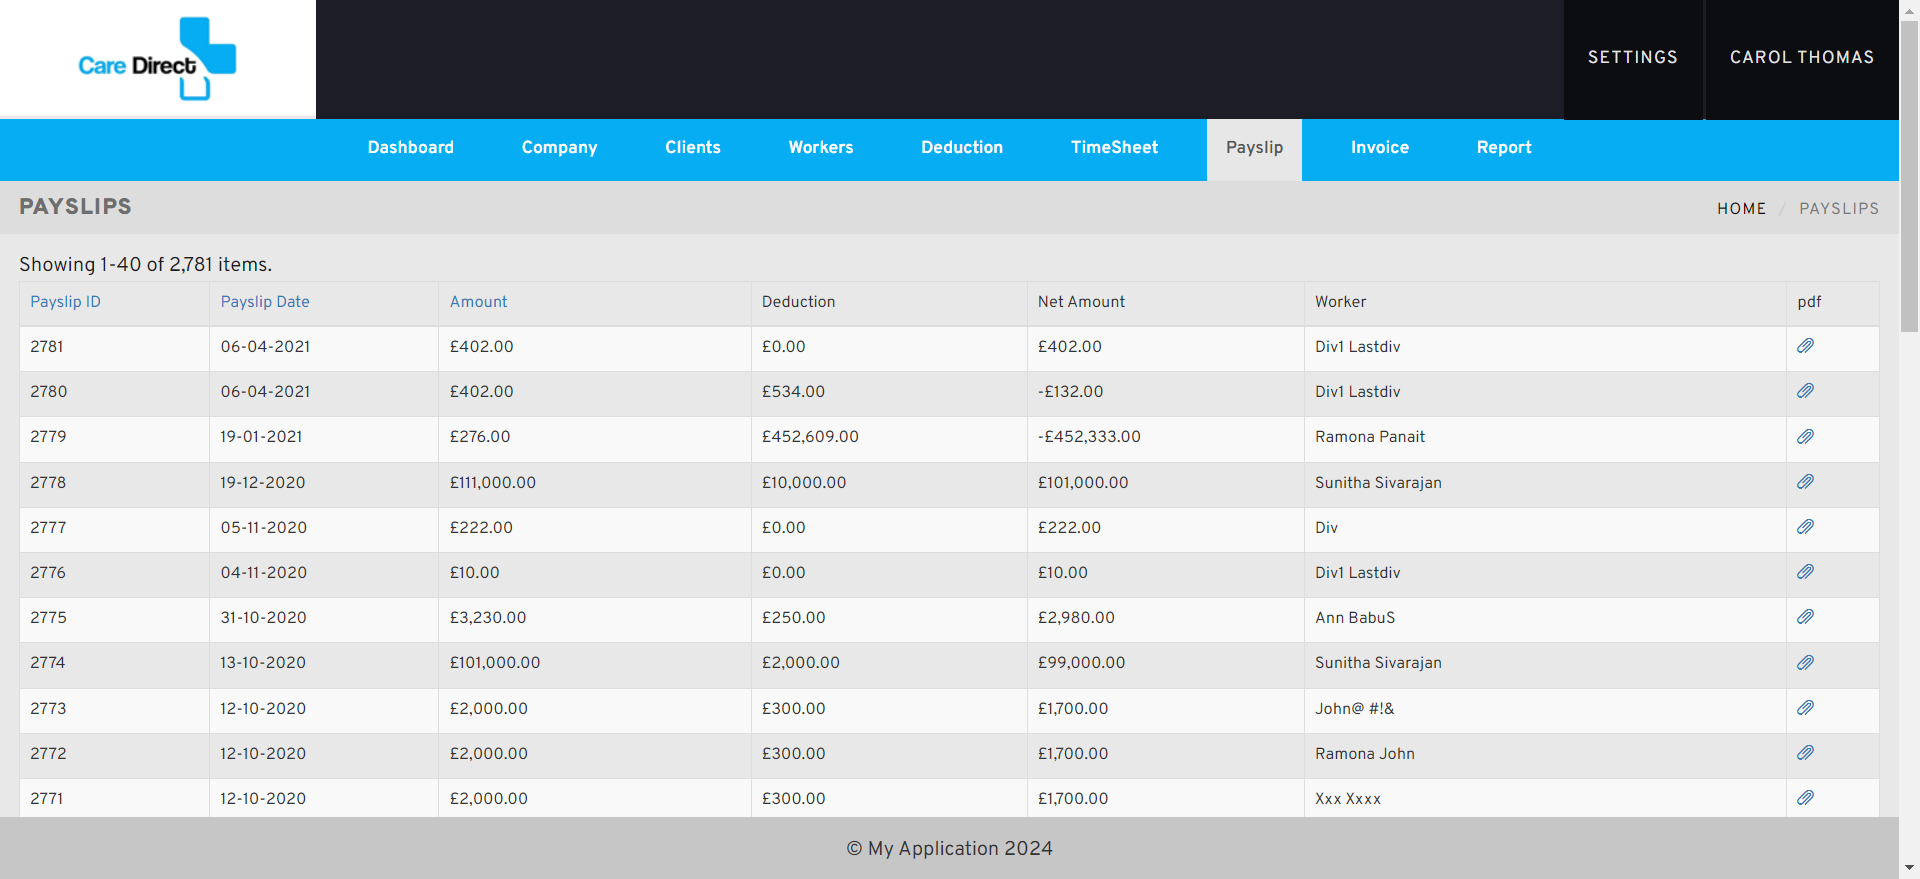 Care Direct
SETTINGS
CAROL THOMAS
Dashboard Company Clients Workers Deduction TimeSheet Payslip Invoice Report
PAYSLIPS
HOME / PAYSLIPS
Showing 1-40 of 2,781 items.
Payslip ID Payslip Date Amount Deduction Net Amount Worker pdf
2781 06-04-2021 £402.00 £0.00 £402.00 Div1 Lastdiv
2780 06-04-2021 £402.00 £534.00 -£132.00 Div1 Lastdiv
2779 19-01-2021 £276.00 £452,609.00 -£452,333.00 Ramona Panait
2778 19-12-2020 £111,000.00 £10,000.00 £101,000.00 Sunitha Sivarajan
2777 05-11-2020 £222.00 £0.00 £222.00 Div
2776 04-11-2020 £10.00 £0.00 £10.00 Div1 Lastdiv
2775 31-10-2020 £3,230.00 £250.00 £2,980.00 Ann BabuS
2774 13-10-2020 £101,000.00 £2,000.00 £99,000.00 Sunitha Sivarajan
2773 12-10-2020 £2,000.00 £300.00 £1,700.00 John@ #!&
2772 12-10-2020 £2,000.00 £300.00 £1,700.00 Ramona John
2771 12-10-2020 £2,000.00 £300.00 £1,700.00 Xxx Xxxx
© My Application 2024